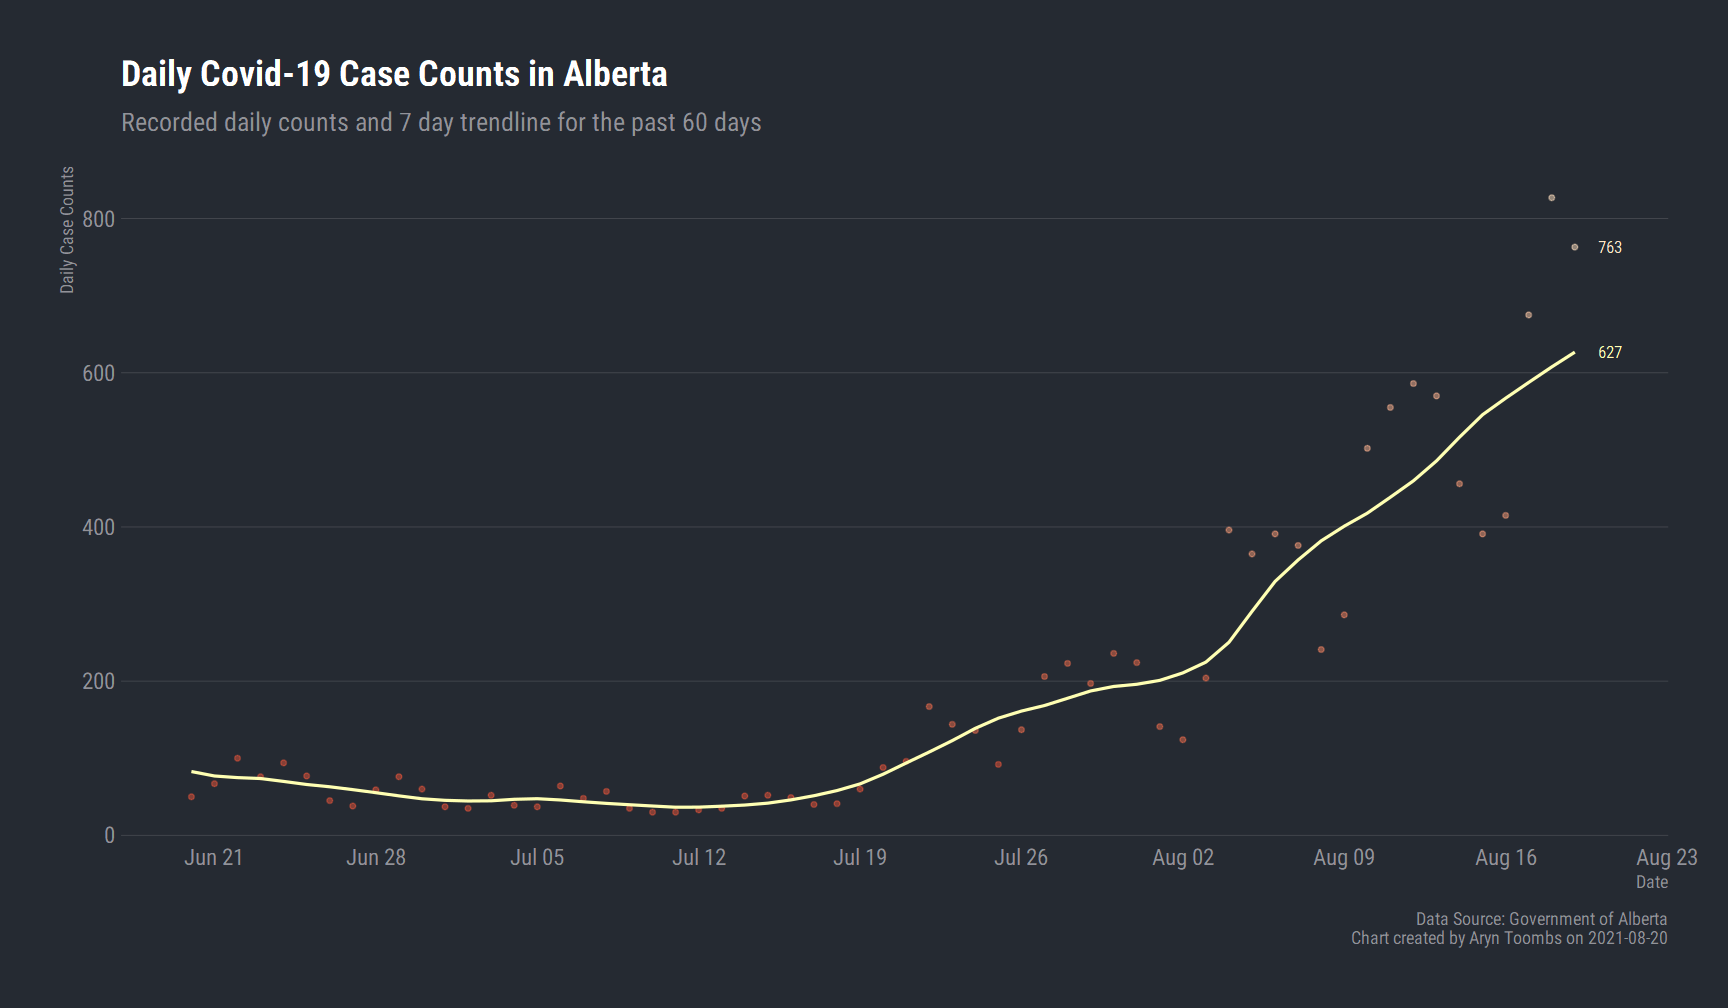 Daily Covid-19 Case Counts in Alberta
Recorded daily counts and 7 day trendline for the past 60 days
Daily Case Counts
800
763
627
600
400
200
0
Jun 21 Jun 28 Jul 05 Jul 12 Jul 19 Jul 26 Aug 02 Aug 09 Aug 16 Aug 23
Date
Data Source: Government of Alberta
Chart created by Aryn Toombs on 2021-08-20